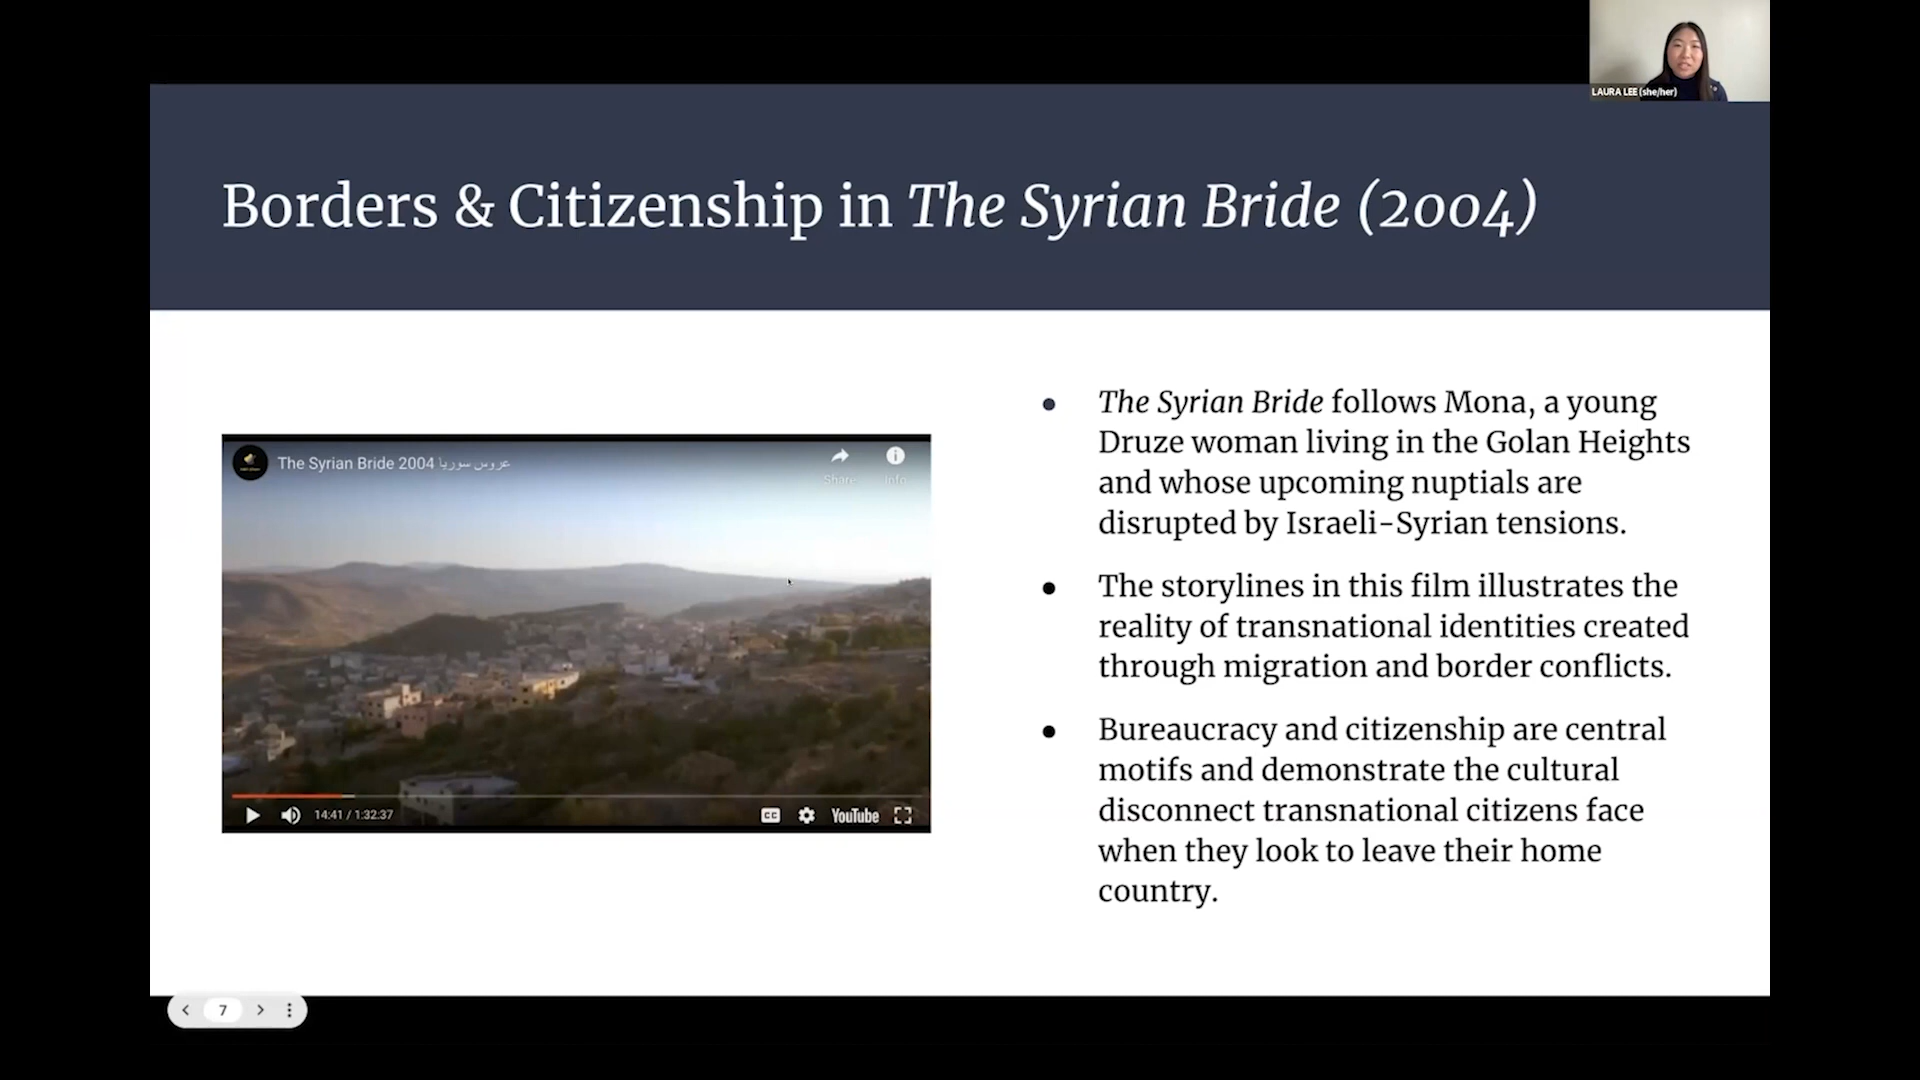 LAURA LEE (she/her)
Borders & Citizenship in The Syrian Bride (2004)
The Syrian Bride 2004 عروس سوريا
Share
Info
14:41 / 1:32:37
CC
YouTube
• The Syrian Bride follows Mona, a young
Druze woman living in the Golan Heights
and whose upcoming nuptials are
disrupted by Israeli-Syrian tensions.
• The storylines in this film illustrates the
reality of transnational identities created
through migration and border conflicts.
• Bureaucracy and citizenship are central
motifs and demonstrate the cultural
disconnect transnational citizens face
when they look to leave their home
country.
7